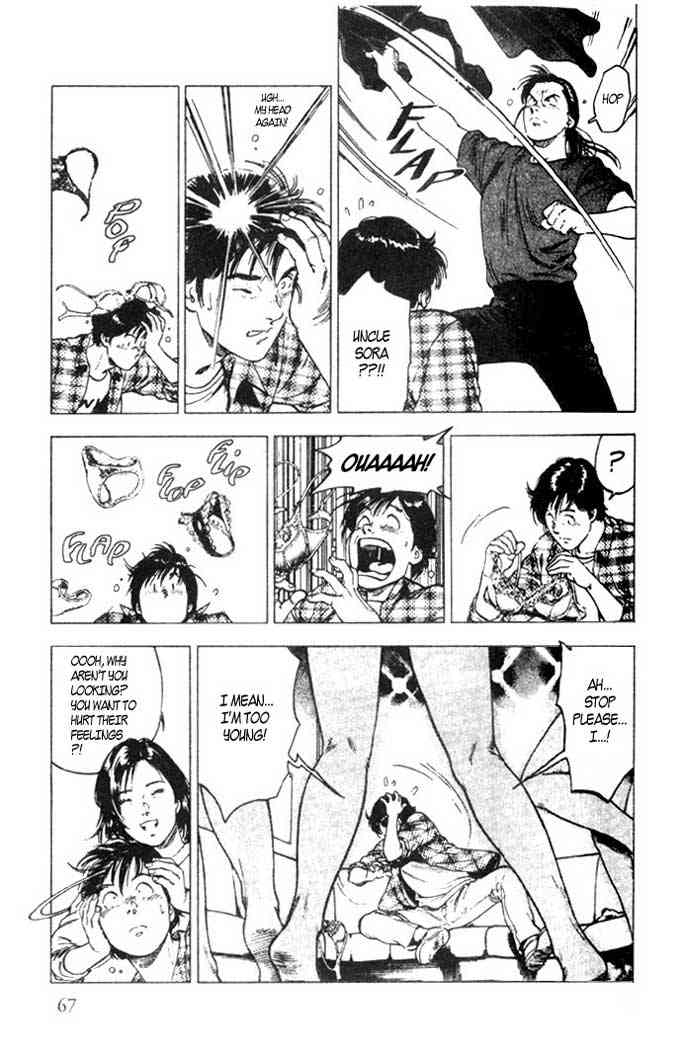 HOP
FLAP
UNCLE
SORA
??!!
UGH...
MY HEAD
AGAIN!
POF
?
OUAAAAH!
FLIP
FLOP
FLAP
AH...
STOP
PLEASE...
I...!
I MEAN...
I'M TOO
YOUNG!
OOOH, WHY
AREN'T YOU
LOOKING?
YOU WANT TO
HURT THEIR
FEELINGS
?!
67